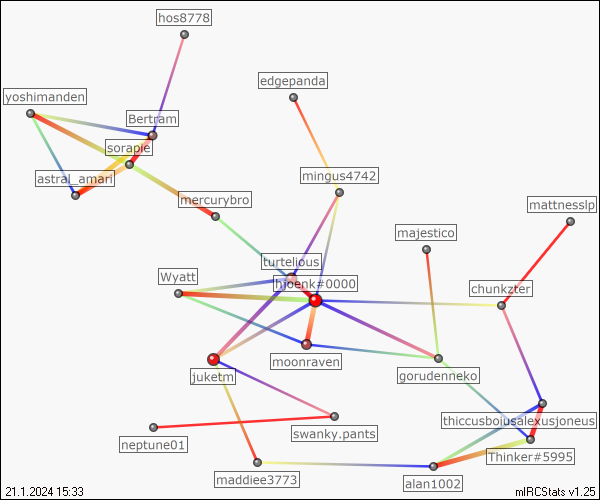 hos8778
edgepanda
yoshimanden
Bertram
sorapie
mingus4742
astral_amari
mercurybro
mattnesslp
majestico
turtelious
Wyatt
hjoenk#0000
chunkzter
moonraven
juketm
gorudenneko
thiccusboiusalexusjoneus
swanky.pants
neptune01
Thinker#5995
maddiee3773
alan1002
21.1.2024 15:33
mIRCStats v1.25